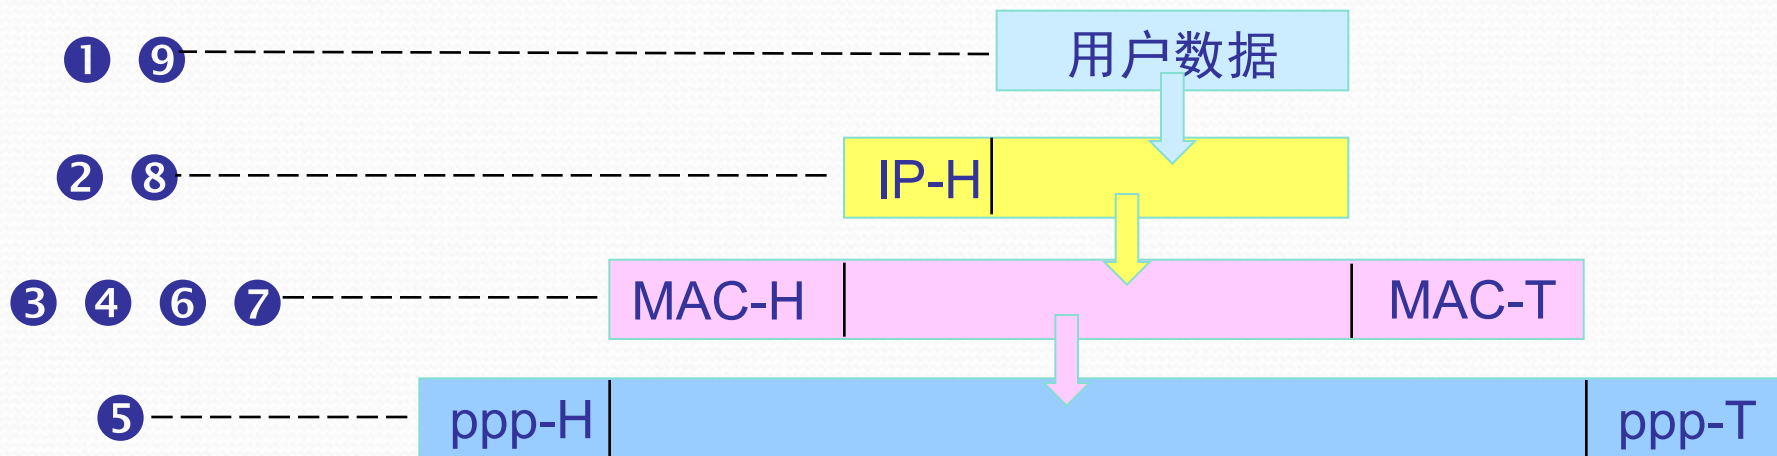 ❶ ❾ 用户数据
❷ ❽ IP-H
❸ ❹ ❻ ❼ MAC-H MAC-T
❺ ppp-H ppp-T